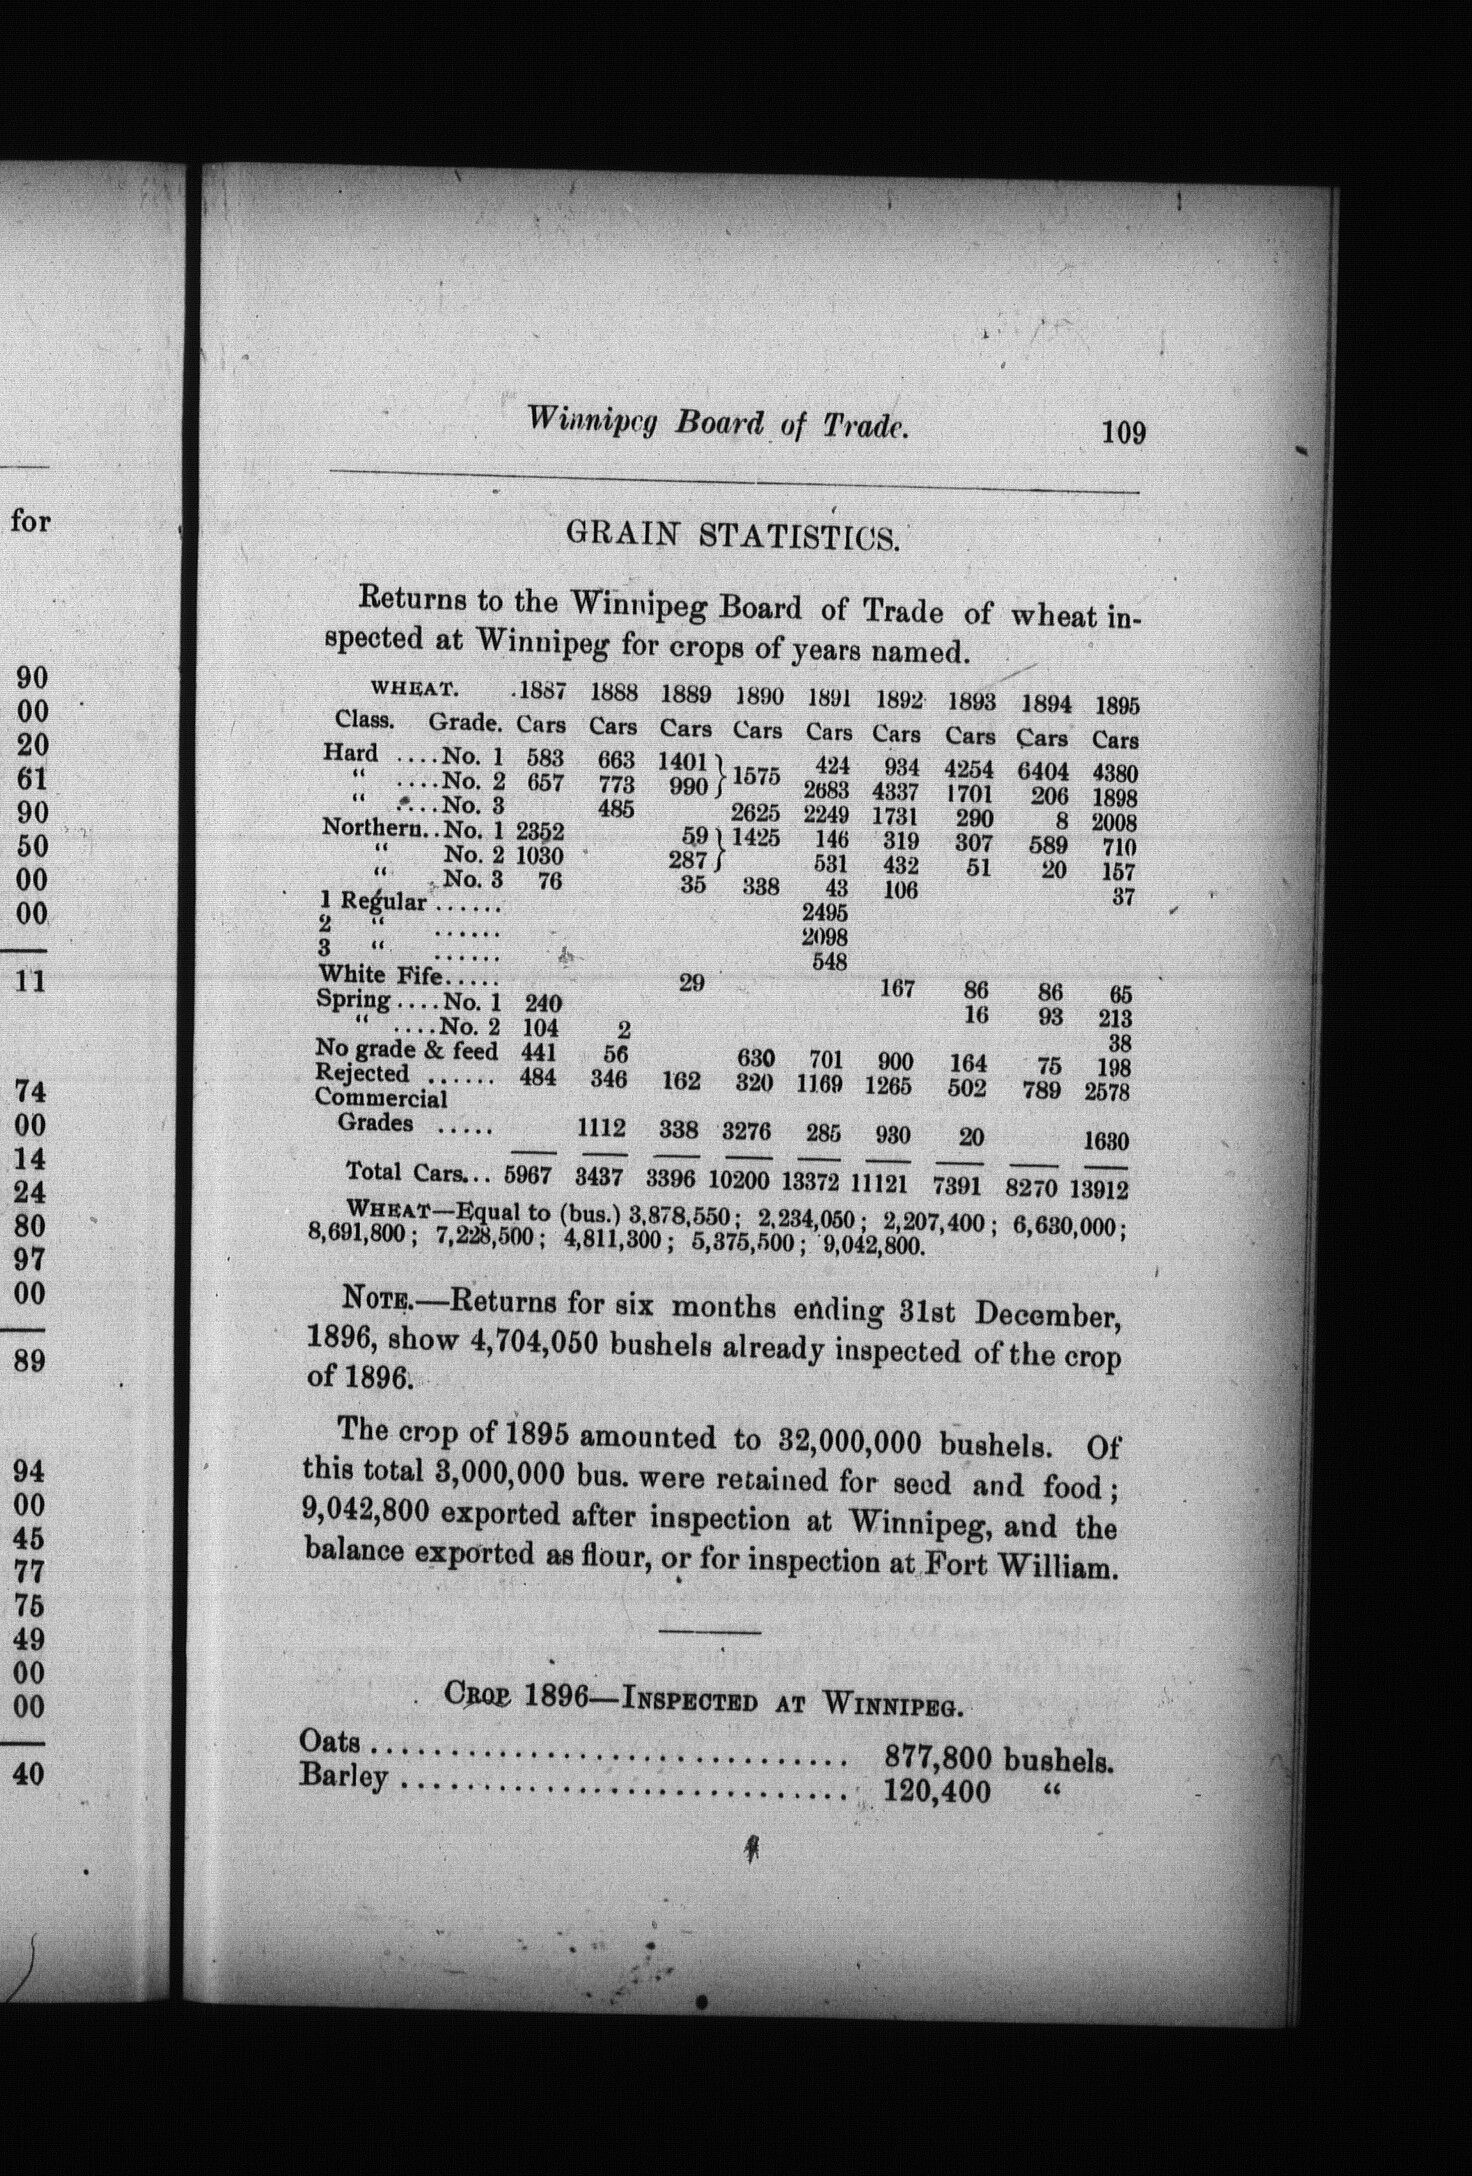 for
90
00
20
61
90
50
00
00
11
74
00
14
24
80
97
00
89
94
00
45
77
75
49
00
00
40
Winnipeg Board of Trade. 109
GRAIN STATISTICS.
Returns to the Winnipeg Board of Trade of wheat in-
spected at Winnipeg for crops of years named.
WHEAT. 1887 1888 1889 1890 1891 1892 1893 1894 1895
Class. Grade. Cars Cars Cars Cars Cars Cars Cars Cars Cars
Hard ....No. 1 583 663 1401 } 1575 424 934 4254 6404 4380
“ ....No. 2 657 773 990 } 2683 4337 1701 206 1898
“ ....No. 3 485 2625 2249 1731 290 8 2008
Northern..No. 1 2352 59 } 1425 146 319 307 589 710
“ No. 2 1030 287 } 531 432 51 20 157
“ No. 3 76 35 338 43 106 37
1 Regular ...... 2495
2 “ ...... 2098
3 “ ...... 548
White Fife..... 29 167 86 86 65
Spring ....No. 1 240 16 93 213
“ ....No. 2 104 2 38
No grade & feed 441 56 630 701 900 164 75 198
Rejected ...... 484 346 162 320 1169 1265 502 789 2578
Commercial
Grades ..... 1112 338 3276 285 930 20 1630
Total Cars... 5967 3437 3396 10200 13372 11121 7391 8270 13912
WHEAT—Equal to (bus.) 3,878,550; 2,234,050; 2,207,400; 6,630,000;
8,691,800; 7,228,500; 4,811,300; 5,375,500; 9,042,800.
NOTE.—Returns for six months ending 31st December,
1896, show 4,704,050 bushels already inspected of the crop
of 1896.
The crop of 1895 amounted to 32,000,000 bushels. Of
this total 3,000,000 bus. were retained for seed and food;
9,042,800 exported after inspection at Winnipeg, and the
balance exported as flour, or for inspection at Fort William.
CROP 1896—INSPECTED AT WINNIPEG.
Oats .............................. 877,800 bushels.
Barley ............................ 120,400 “